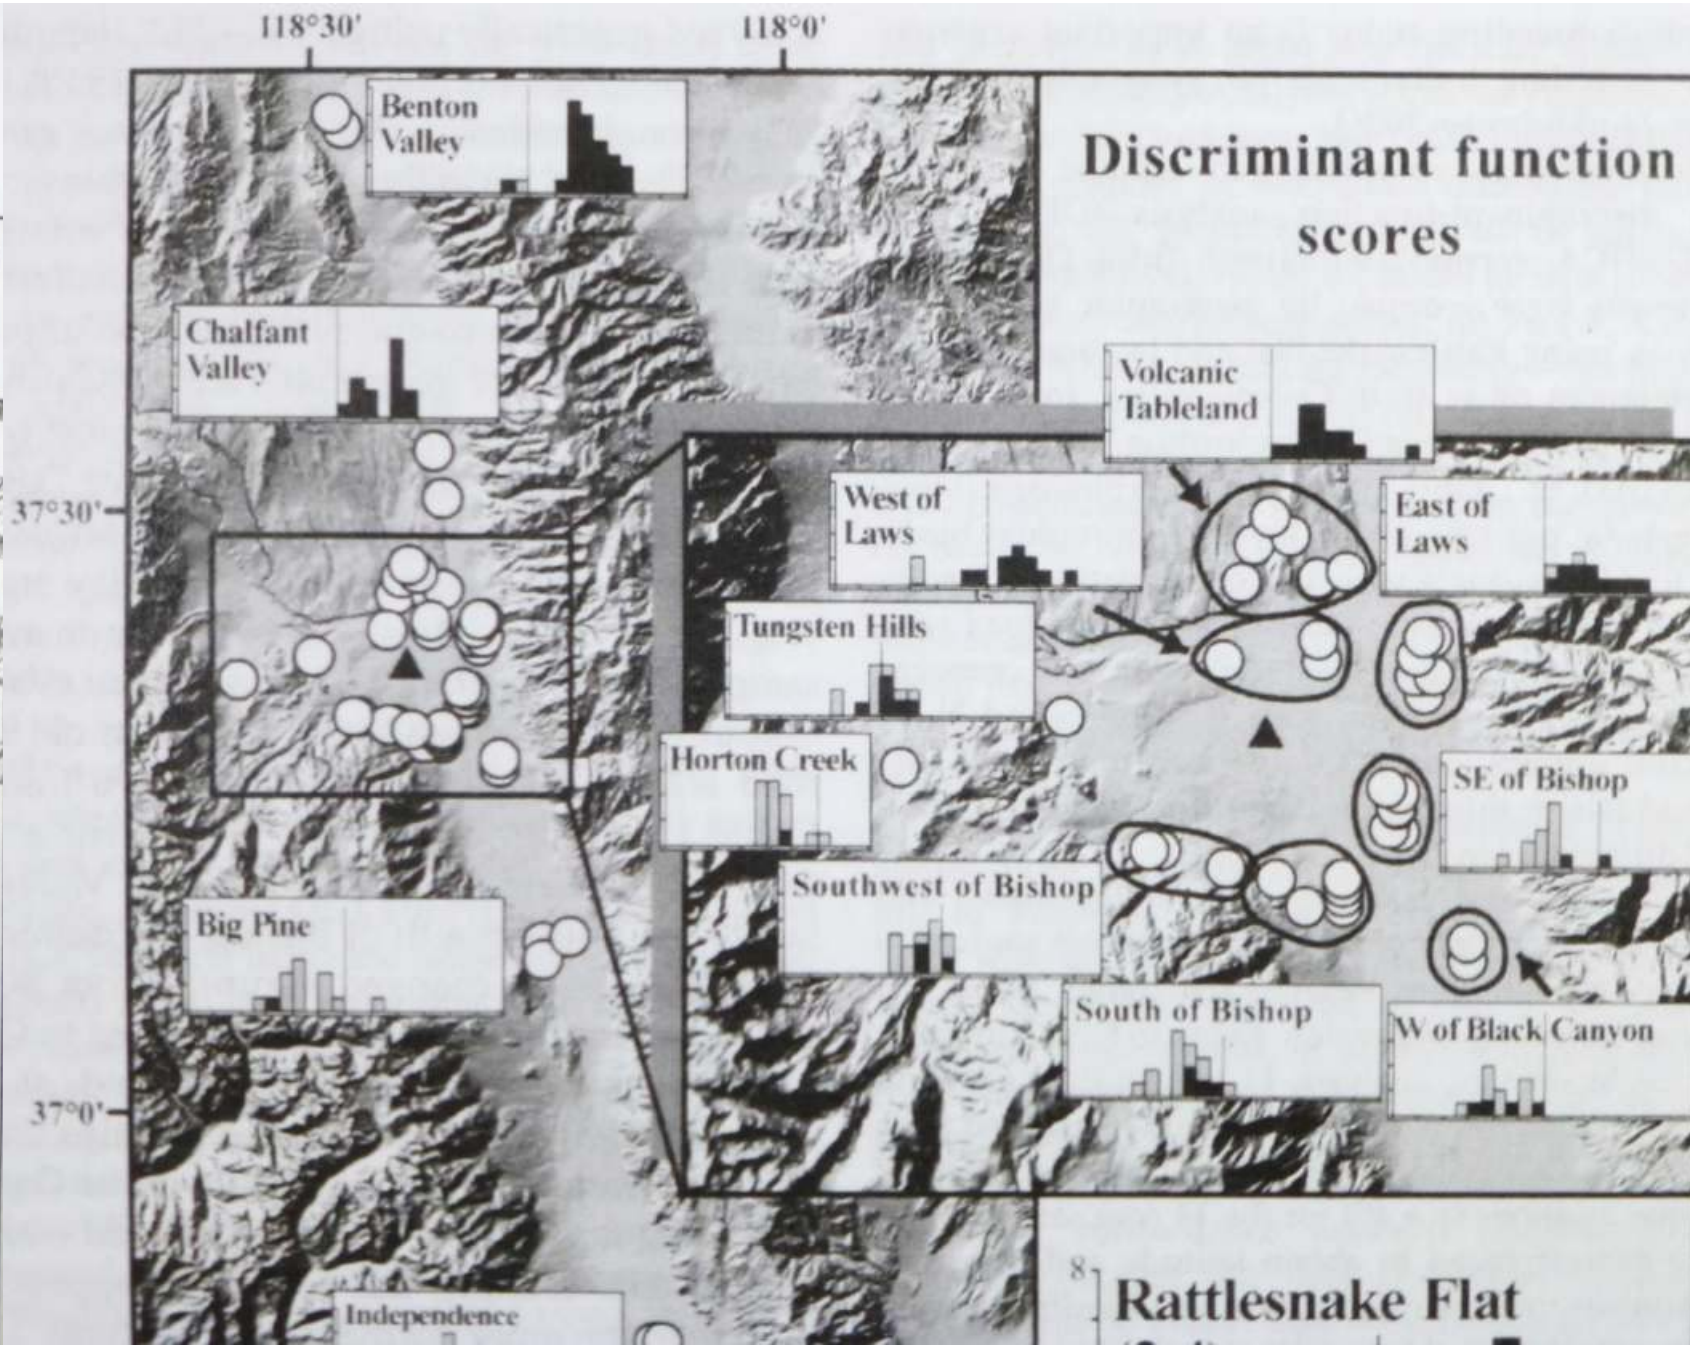 118°30'
118°0'
Benton
Valley
Discriminant function
scores
Chalfant
Valley
Volcanic
Tableland
37°30'
West of
Laws
East of
Laws
Tungsten Hills
Horton Creek
SE of Bishop
Southwest of Bishop
Big Pine
South of Bishop
W of Black Canyon
37°0'
8
Rattlesnake Flat
Independence